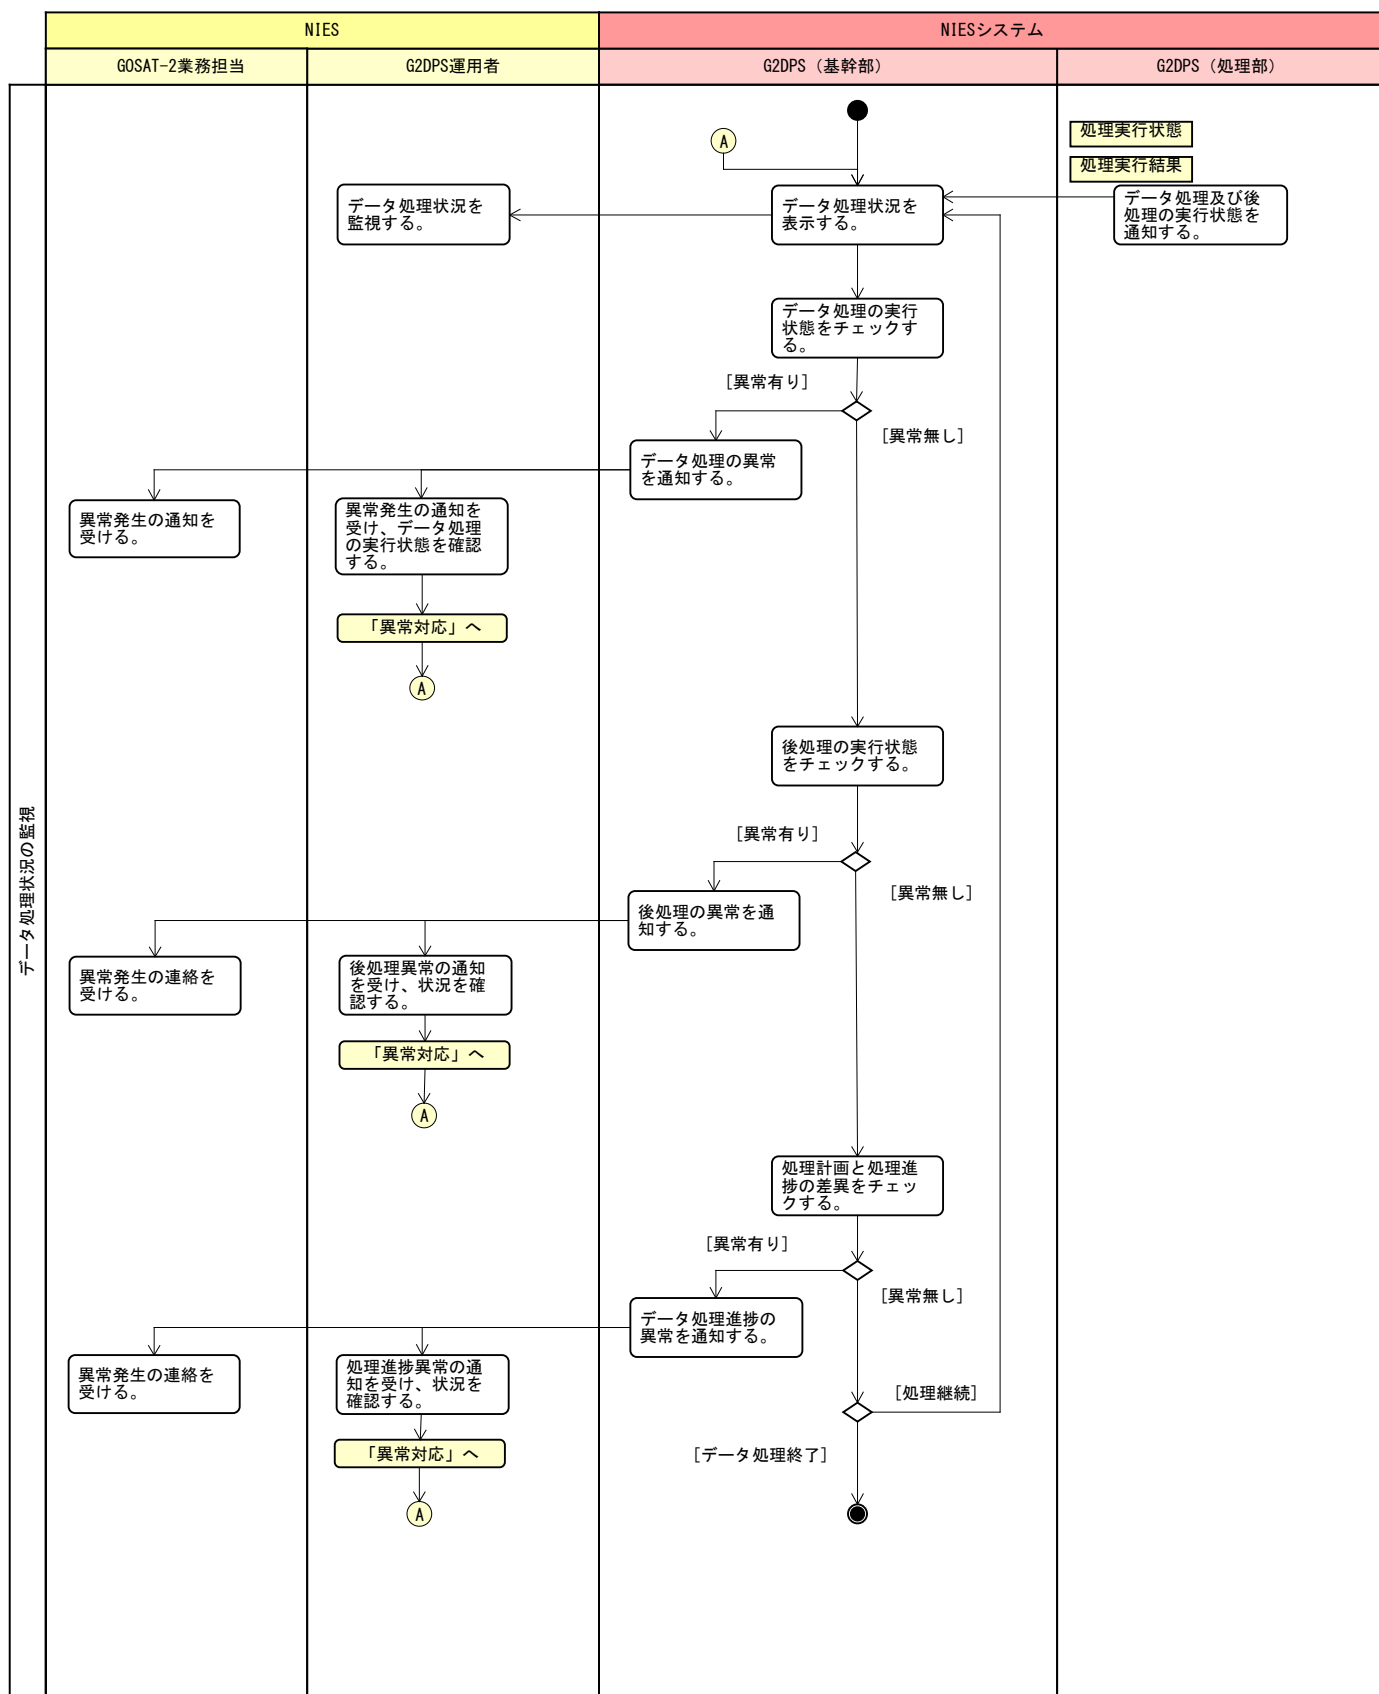 NIES
NIESシステム
GOSAT-2業務担当
G2DPS運用者
G2DPS（基幹部）
G2DPS（処理部）
データ処理状況の監視
処理実行状態
A
処理実行結果
データ処理状況を
監視する。
データ処理状況を
表示する。
データ処理及び後
処理の実行状態を
通知する。
データ処理の実行
状態をチェックす
る。
[異常有り]
[異常無し]
データ処理の異常
を通知する。
異常発生の通知を
受ける。
異常発生の通知を
受け、データ処理
の実行状態を確認
する。
「異常対応」へ
A
後処理の実行状態
をチェックする。
[異常有り]
[異常無し]
後処理の異常を通
知する。
異常発生の連絡を
受ける。
後処理異常の通知
を受け、状況を確
認する。
「異常対応」へ
A
処理計画と処理進
捗の差異をチェッ
クする。
[異常有り]
[異常無し]
データ処理進捗の
異常を通知する。
異常発生の連絡を
受ける。
処理進捗異常の通
知を受け、状況を
確認する。
[処理継続]
「異常対応」へ
[データ処理終了]
A